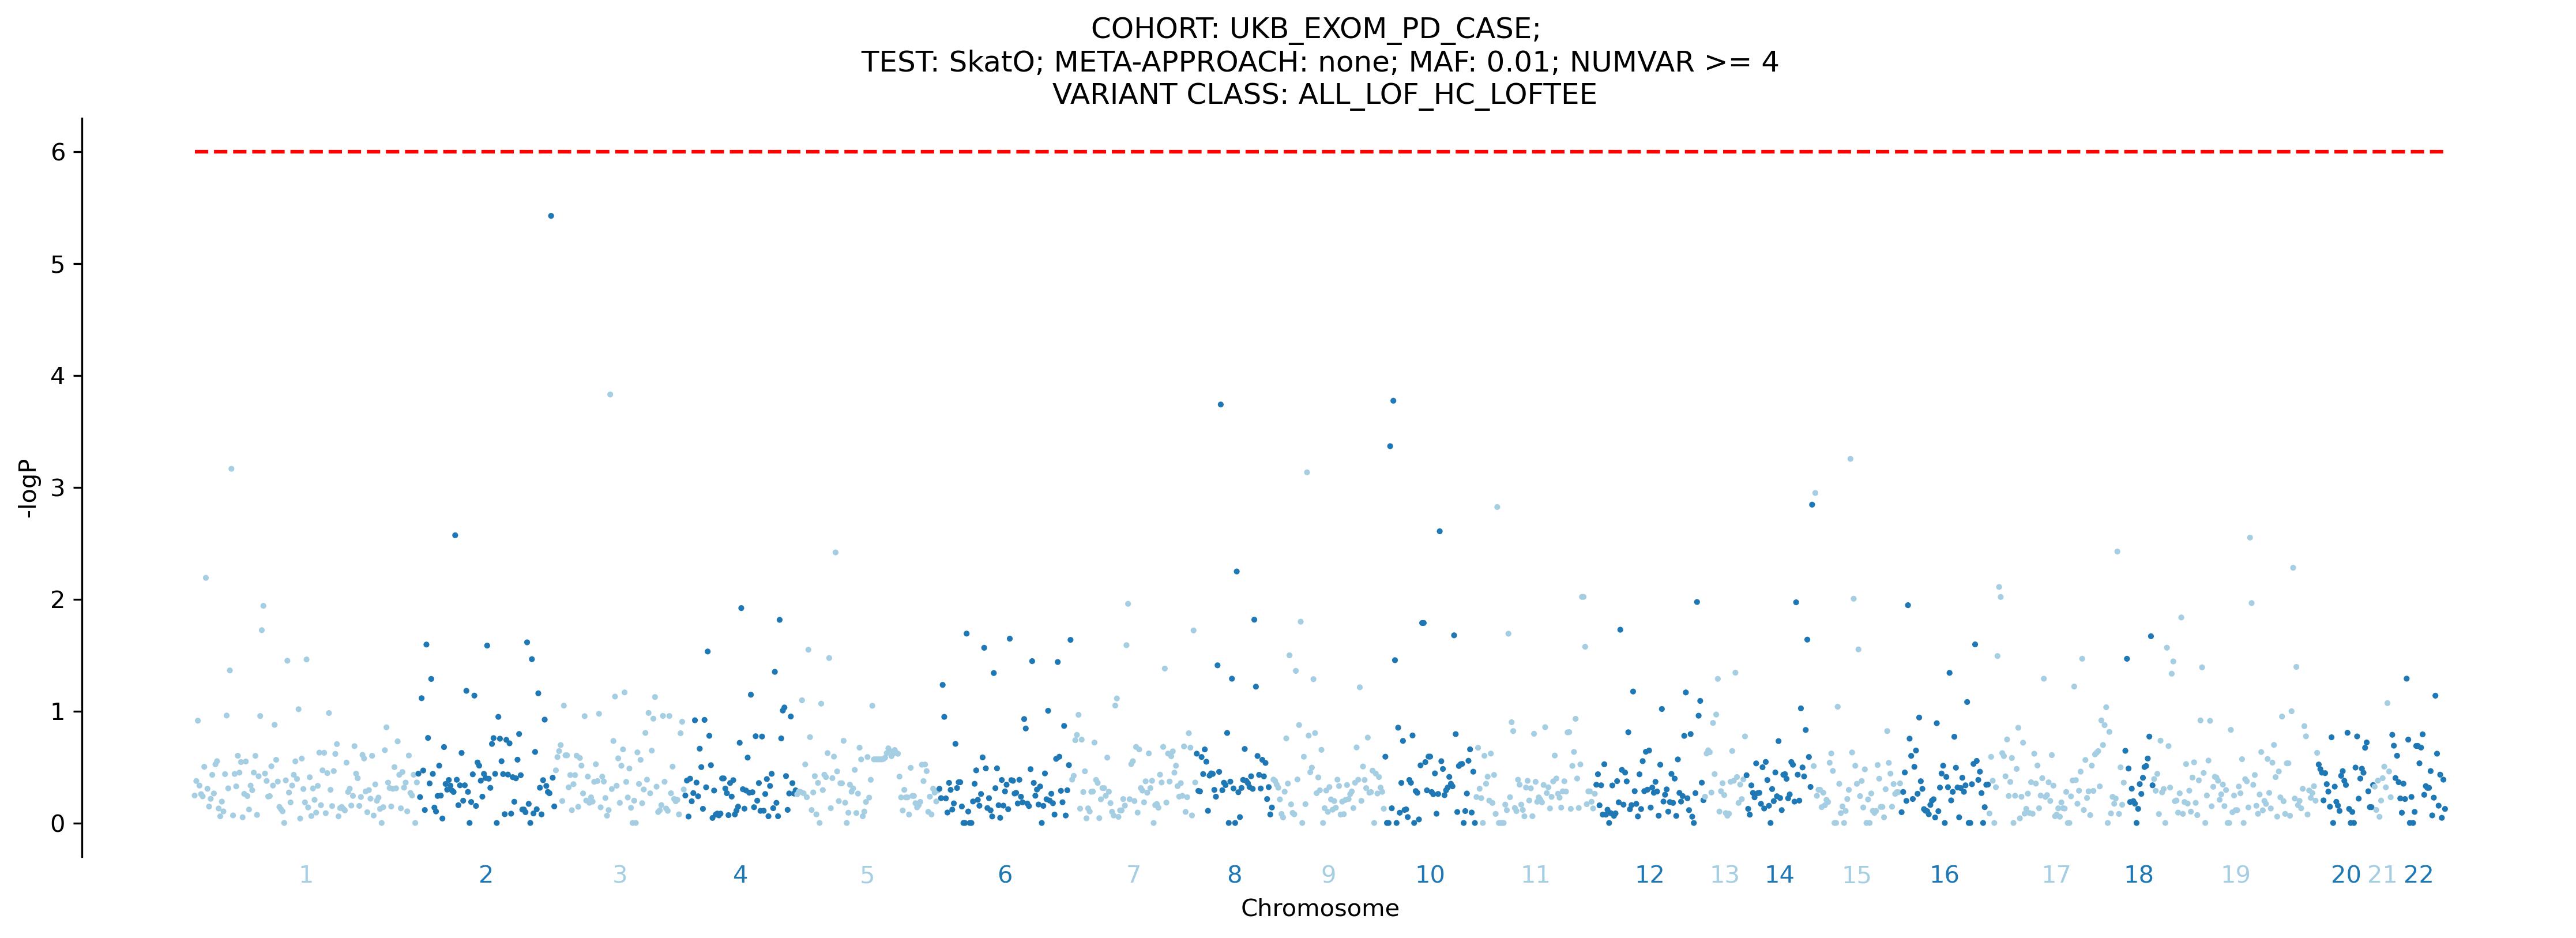 COHORT: UKB_EXOM_PD_CASE;
TEST: SkatO; META-APPROACH: none; MAF: 0.01; NUMVAR >= 4
VARIANT CLASS: ALL_LOF_HC_LOFTEE
6
5
4
3
2
1
0
-logP
1 2 3 4 5 6 7 8 9 10 11 12 13 14 15 16 17 18 19 20 21 22
Chromosome